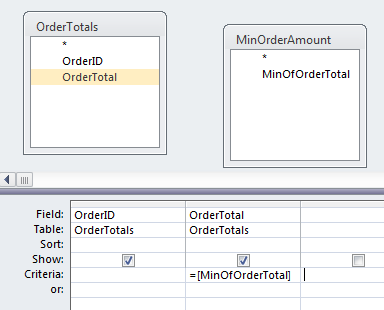 OrderTotals
*
OrderID
OrderTotal
MinOrderAmount
*
MinOfOrderTotal
Field: OrderID OrderTotal
Table: OrderTotals OrderTotals
Sort:
Show:
Criteria: =[MinOfOrderTotal]
or: